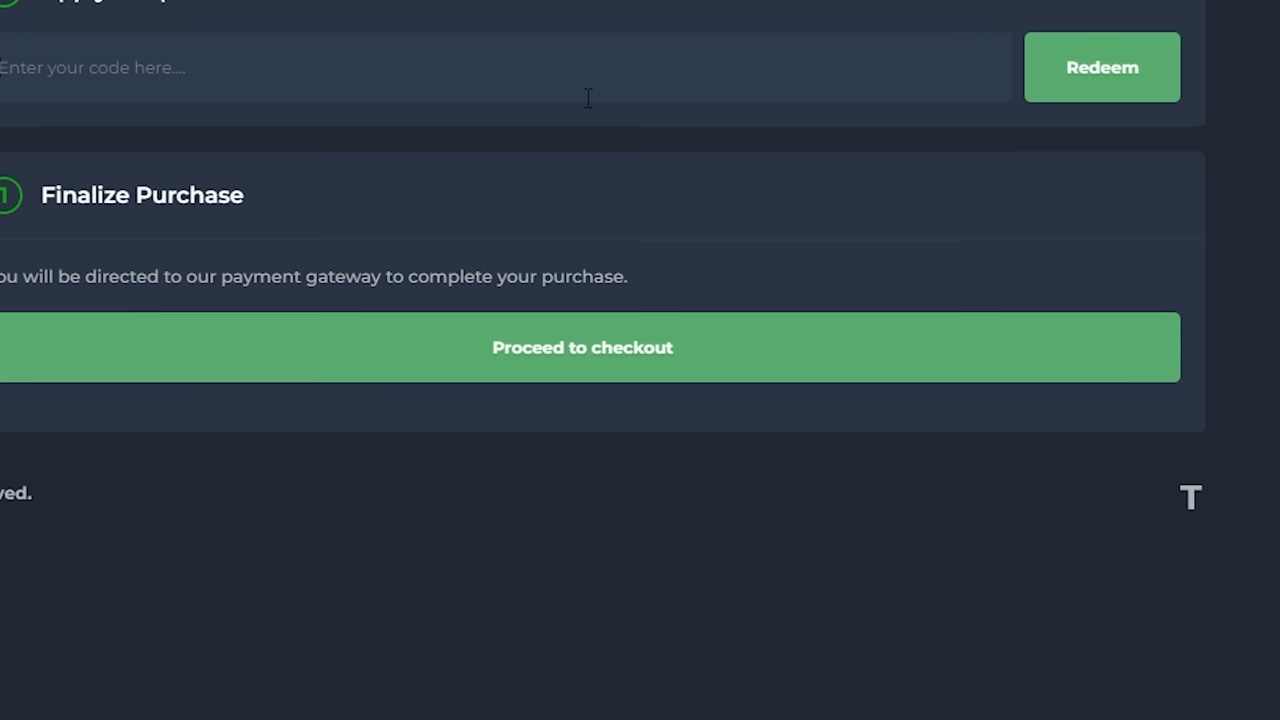 Enter your code here....
Redeem
1
Finalize Purchase
ou will be directed to our payment gateway to complete your purchase.
Proceed to checkout
ved.
T